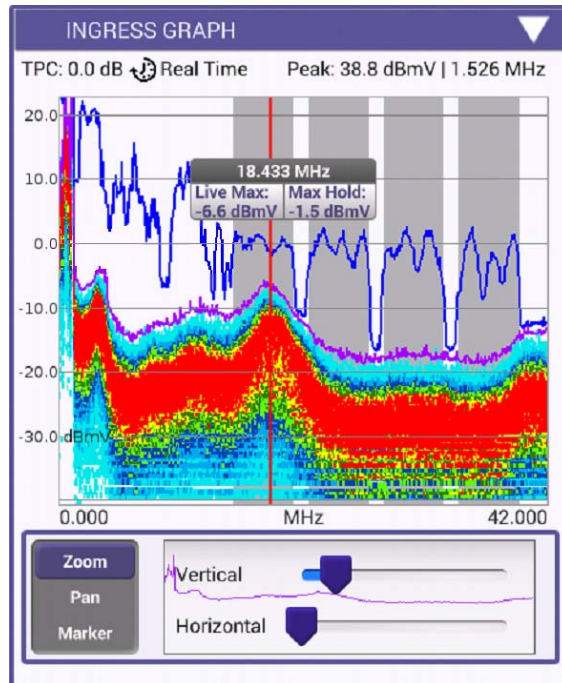 INGRESS GRAPH
TPC: 0.0 dB Real Time Peak: 38.8 dBmV | 1.526 MHz
20.0
18.433 MHz
10.0
Live Max: Max Hold:
-6.6 dBmV -1.5 dBmV
0.0
-10.0
-20.0
-30.0 dBmV
0.000 MHz 42.000
Zoom
Vertical
Pan
Horizontal
Marker